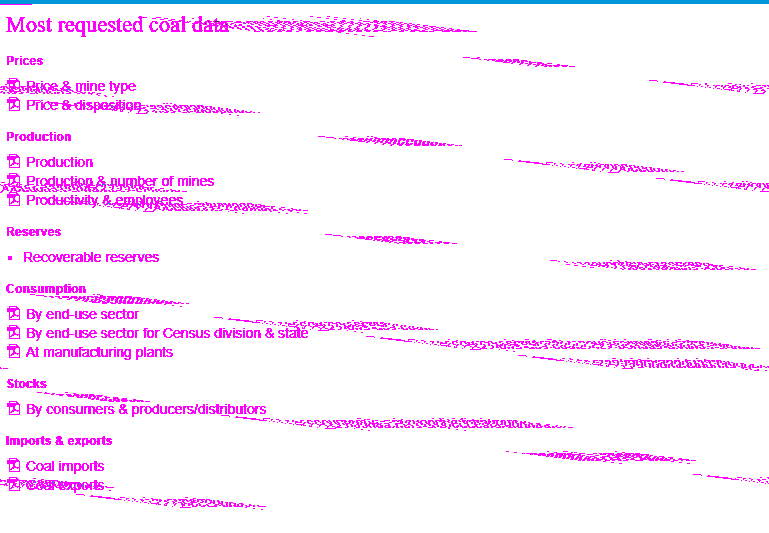 Most requested coal data
Prices
Price & mine type
Price & disposition
Production
Production
Production & number of mines
Productivity & employees
Reserves
Recoverable reserves
Consumption
By end-use sector
By end-use sector for Census division & state
At manufacturing plants
Stocks
By consumers & producers/distributors
Imports & exports
Coal imports
Coal exports